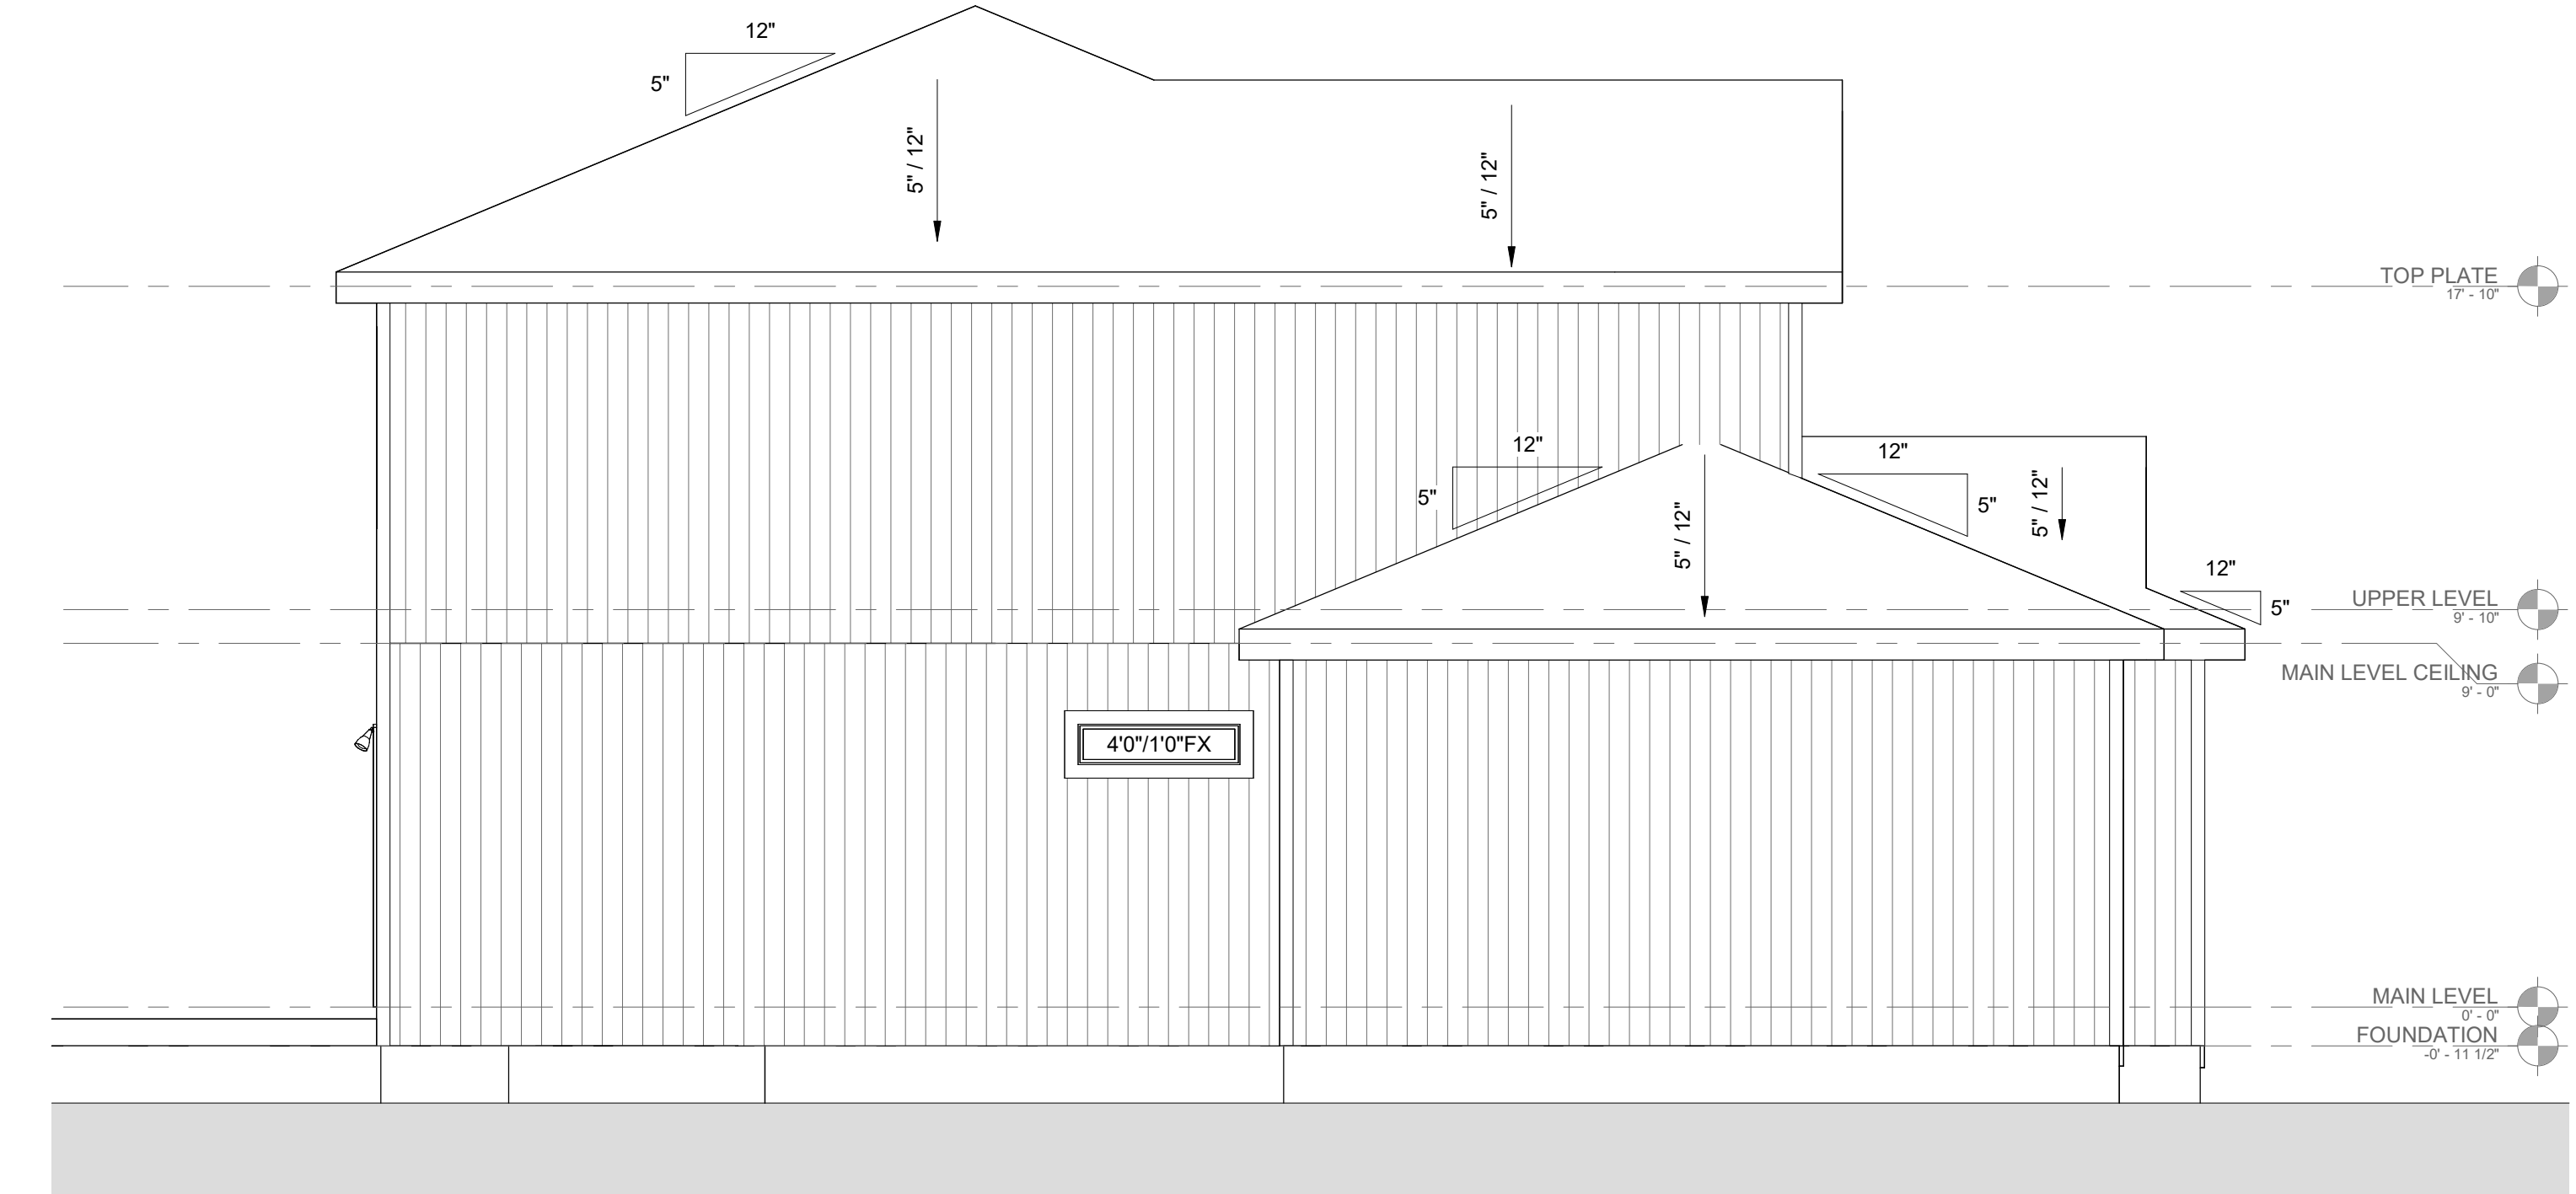 12"
5"
5" / 12"
5" / 12"
TOP PLATE
17' - 10"
12"
5"
5" / 12"
12"
5"
5" / 12"
12"
5"
UPPER LEVEL
9' - 10"
MAIN LEVEL CEILING
9' - 0"
4'0"/1'0"FX
MAIN LEVEL
0' - 0"
FOUNDATION
-0' - 11 1/2"